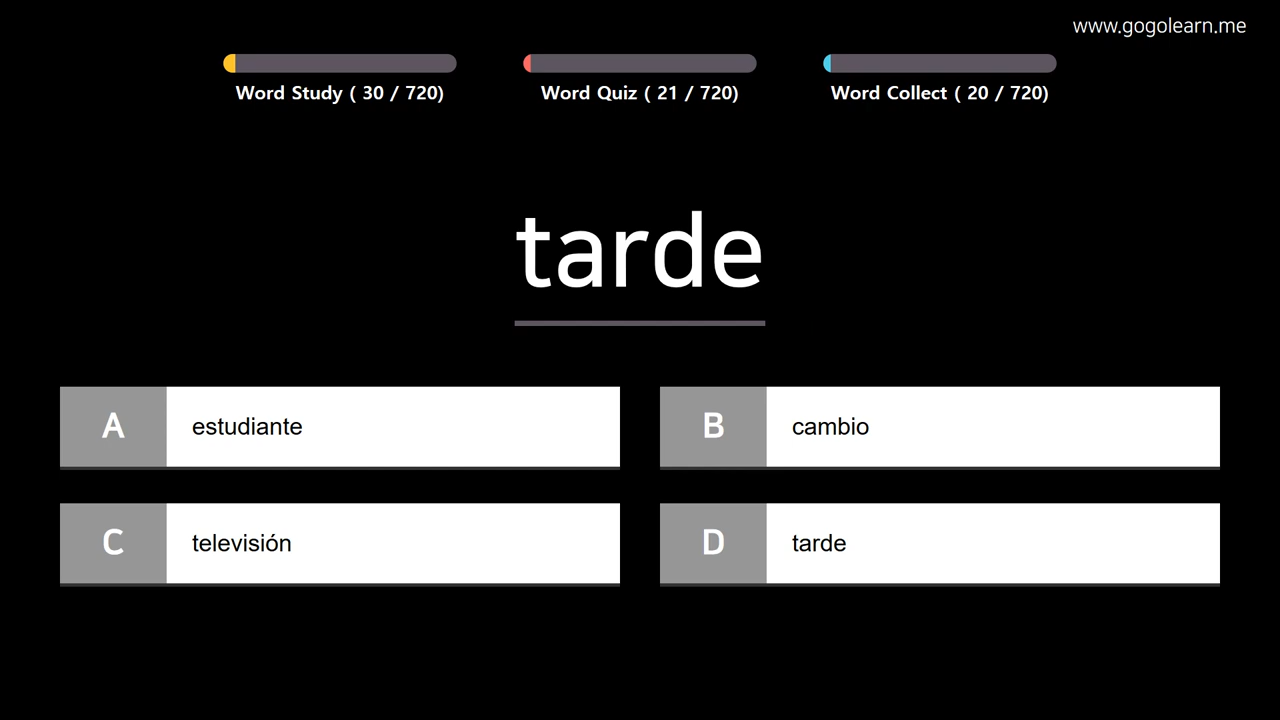 www.gogolearn.me
Word Study ( 30 / 720)
Word Quiz ( 21 / 720)
Word Collect ( 20 / 720)
tarde
A estudiante
B cambio
C televisión
D tarde